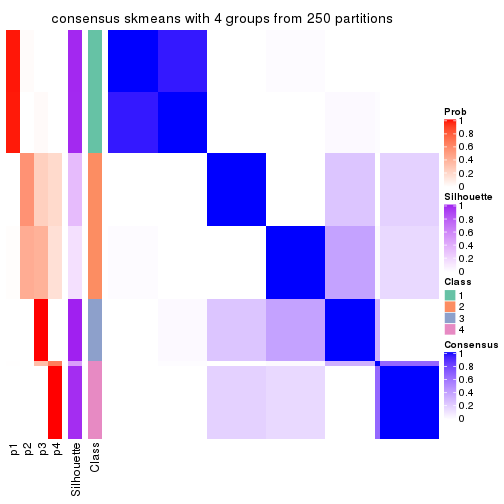 consensus skmeans with 4 groups from 250 partitions
Prob
1
0.8
0.6
0.4
0.2
0
Silhouette
1
0.8
0.6
0.4
0.2
0
Class
1
2
3
4
Consensus
1
0.8
0.6
0.4
0.2
0
p1
p2
p3
p4
Silhouette
Class